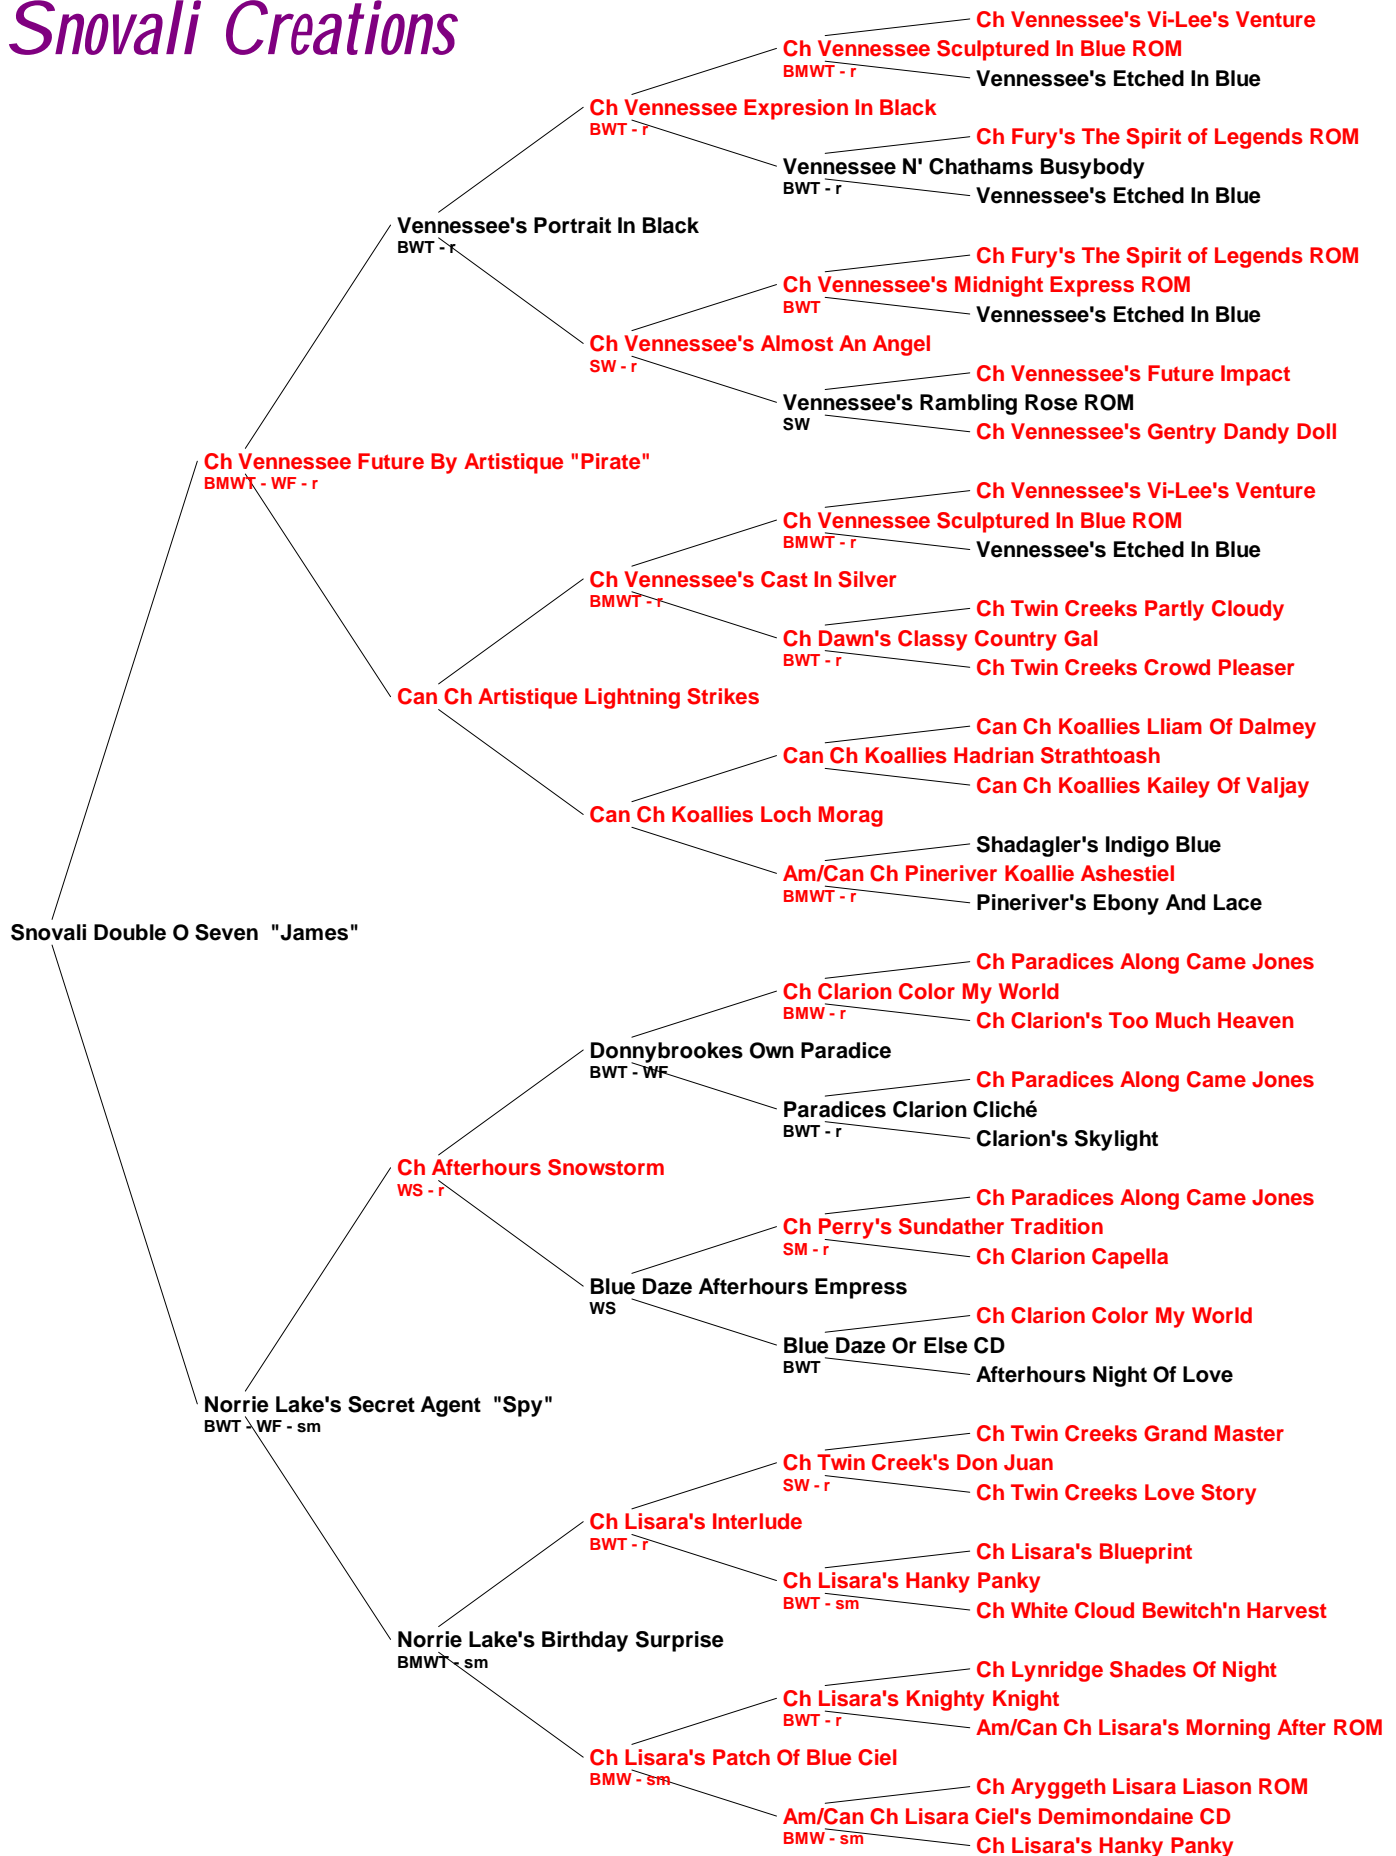 Snovali Creations
Ch Vennessee's Vi-Lee's Venture
Ch Vennessee Sculptured In Blue ROM
BMWT - r
Vennessee's Etched In Blue
Ch Vennessee Expresion In Black
BWT - r
Ch Fury's The Spirit of Legends ROM
Vennessee N' Chathams Busybody
BWT - r
Vennessee's Etched In Blue
Vennessee's Portrait In Black
BWT - r
Ch Fury's The Spirit of Legends ROM
Ch Vennessee's Midnight Express ROM
BWT
Vennessee's Etched In Blue
Ch Vennessee's Almost An Angel
SW - r
Ch Vennessee's Future Impact
Vennessee's Rambling Rose ROM
SW
Ch Vennessee's Gentry Dandy Doll
Ch Vennessee Future By Artistique "Pirate"
BMWT - WF - r
Ch Vennessee's Vi-Lee's Venture
Ch Vennessee Sculptured In Blue ROM
BMWT - r
Vennessee's Etched In Blue
Ch Vennessee's Cast In Silver
BMWT - r
Ch Twin Creeks Partly Cloudy
Ch Dawn's Classy Country Gal
BWT - r
Ch Twin Creeks Crowd Pleaser
Can Ch Artistique Lightning Strikes
Can Ch Koallies Lliam Of Dalmey
Can Ch Koallies Hadrian Strathtoash
Can Ch Koallies Kailey Of Valjay
Can Ch Koallies Loch Morag
Shadagler's Indigo Blue
Am/Can Ch Pineriver Koallie Ashestiel
BMWT - r
Pineriver's Ebony And Lace
Snovali Double O Seven "James"
Ch Paradices Along Came Jones
Ch Clarion Color My World
BMW - r
Ch Clarion's Too Much Heaven
Donnybrookes Own Paradice
BWT - WF
Ch Paradices Along Came Jones
Paradices Clarion Cliché
BWT - r
Clarion's Skylight
Ch Afterhours Snowstorm
WS - r
Ch Paradices Along Came Jones
Ch Perry's Sundather Tradition
SM - r
Ch Clarion Capella
Blue Daze Afterhours Empress
WS
Ch Clarion Color My World
Blue Daze Or Else CD
BWT
Afterhours Night Of Love
Norrie Lake's Secret Agent "Spy"
BWT - WF - sm
Ch Twin Creeks Grand Master
Ch Twin Creek's Don Juan
SW - r
Ch Twin Creeks Love Story
Ch Lisara's Interlude
BWT - r
Ch Lisara's Blueprint
Ch Lisara's Hanky Panky
BWT - sm
Ch White Cloud Bewitch'n Harvest
Norrie Lake's Birthday Surprise
BMWT - sm
Ch Lynridge Shades Of Night
Ch Lisara's Knighty Knight
BWT - r
Am/Can Ch Lisara's Morning After ROM
Ch Lisara's Patch Of Blue Ciel
BMW - sm
Ch Aryggeth Lisara Liason ROM
Am/Can Ch Lisara Ciel's Demimondaine CD
BMW - sm
Ch Lisara's Hanky Panky